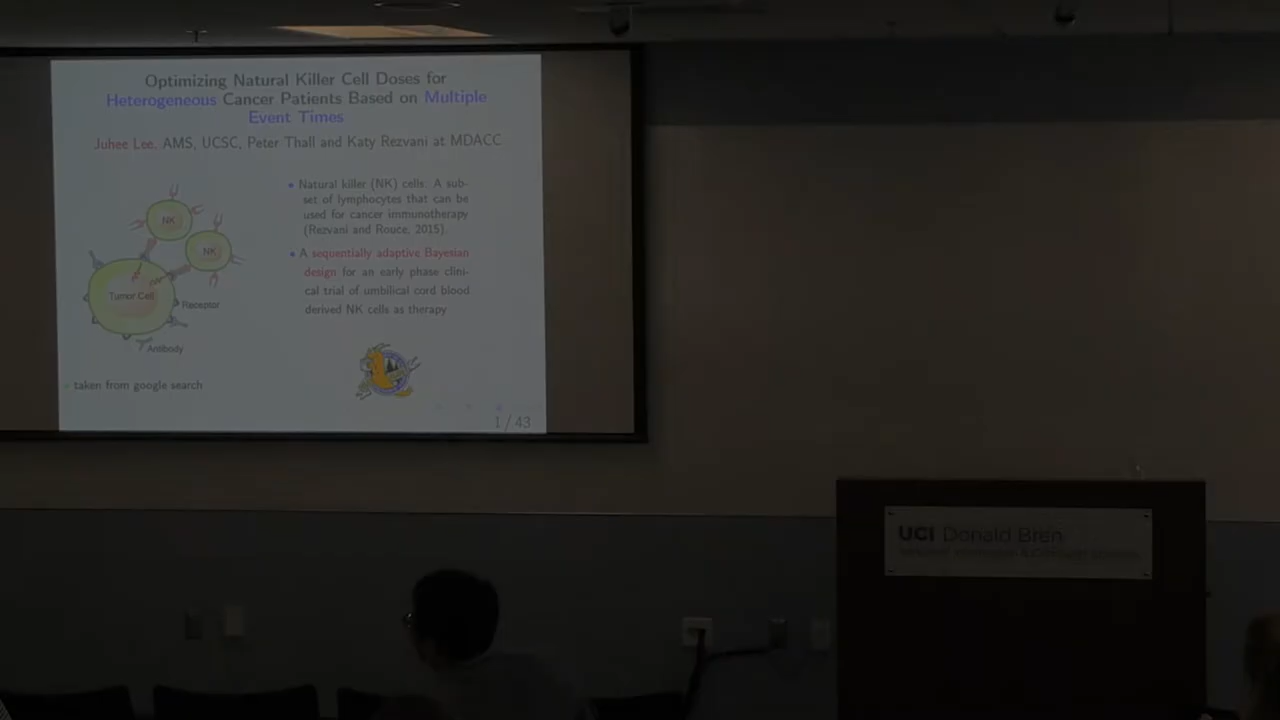 Optimizing Natural Killer Cell Doses for
Heterogeneous Cancer Patients Based on Multiple
Event Times
Juhee Lee, AMS, UCSC, Peter Thall and Katy Rezvani at MDACC
NK
NK
Tumor Cell
Receptor
Antibody
taken from google search
• Natural killer (NK) cells: A sub-
set of lymphocytes that can be
used for cancer immunotherapy
(Rezvani and Rouce, 2015).
• A sequentially adaptive Bayesian
design for an early phase clini-
cal trial of umbilical cord blood
derived NK cells as therapy
1 / 43
UCI Donald Bren